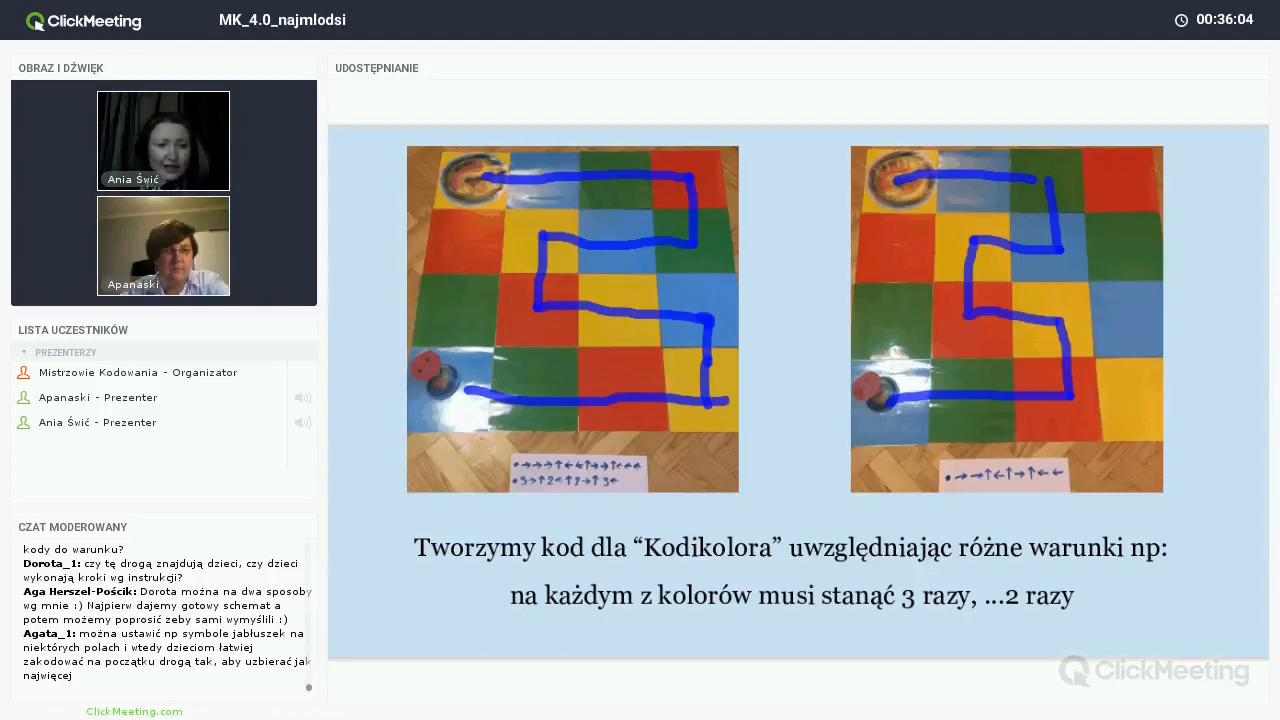 ClickMeeting
MK_4.0_najmlodsi
00:36:04
OBRAZ I DŹWIĘK
Ania Świć
Apanaski
LISTA UCZESTNIKÓW
PREZENTERZY
Mistrzowie Kodowania - Organizator
Apanaski - Prezenter
Ania Świć - Prezenter
CZAT MODEROWANY
kody do warunku?
Dorota_1: czy tę drogą znajdują dzieci, czy dzieci
wykonają kroki wg instrukcji?
Aga Herszel-Pościk: Dorota można na dwa sposoby
wg mnie :) Najpierw dajemy gotowy schemat a
potem możemy poprosić zeby sami wymyślili :)
Agata_1: można ustawić np symbole jabłuszek na
niektórych polach i wtedy dzieciom łatwiej
zakodować na początku drogą tak, aby uzbierać jak
najwięcej
ClickMeeting.com
UDOSTĘPNIANIE
Tworzymy kod dla “Kodikolora” uwzględniając różne warunki np:
na każdym z kolorów musi stanąć 3 razy, ...2 razy
ClickMeeting